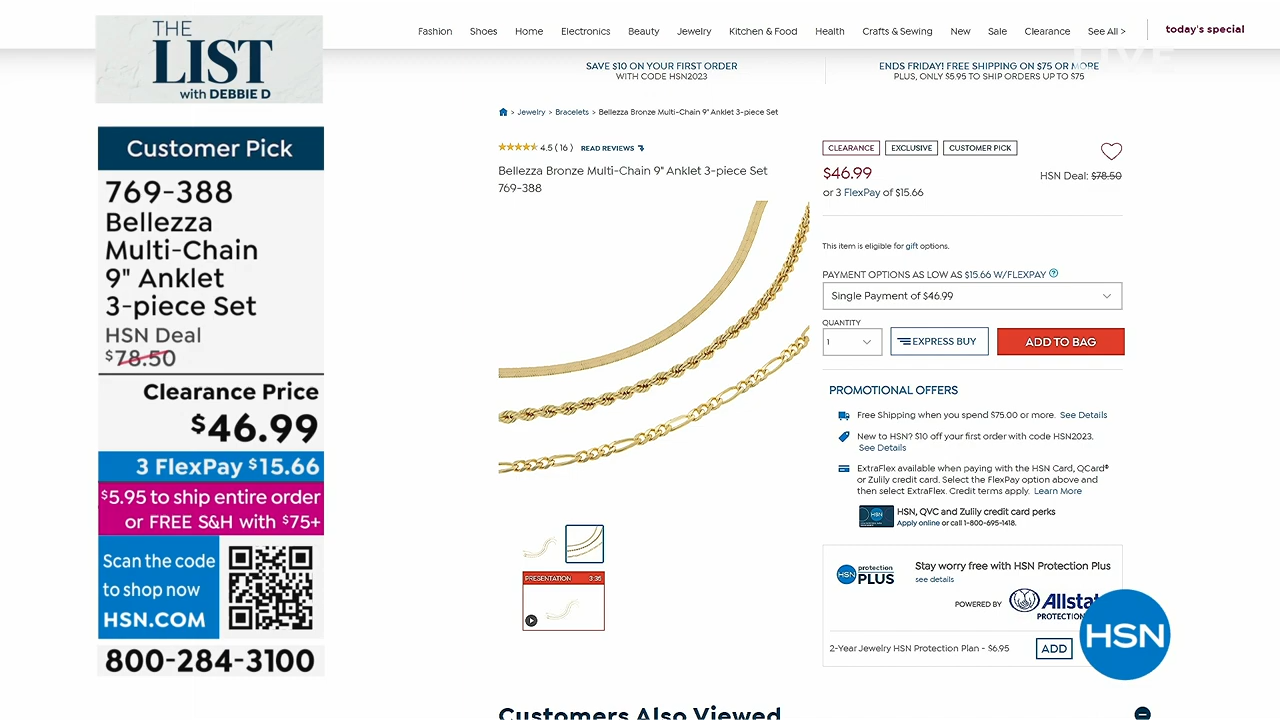 THE
LIST
with DEBBIE D
Customer Pick
769-388
Bellezza
Multi-Chain
9" Anklet
3-piece Set
HSN Deal
$78.50
Clearance Price
$46.99
3 FlexPay $15.66
$5.95 to ship entire order
or FREE S&H with $75+
Scan the code
to shop now
HSN.COM
800-284-3100
Fashion Shoes Home Electronics Beauty Jewelry Kitchen & Food Health Crafts & Sewing New Sale Clearance See All > today's special
LIVE
SAVE $10 ON YOUR FIRST ORDER
WITH CODE HSN2023
ENDS FRIDAY! FREE SHIPPING ON $75 OR MORE
PLUS, ONLY $5.95 TO SHIP ORDERS UP TO $75
> Jewelry > Bracelets > Bellezza Bronze Multi-Chain 9" Anklet 3-piece Set
4.5 ( 16 ) READ REVIEWS
Bellezza Bronze Multi-Chain 9" Anklet 3-piece Set
769-388
PRESENTATION 3:36
CLEARANCE EXCLUSIVE CUSTOMER PICK
$46.99
HSN Deal: $78.50
or 3 FlexPay of $15.66
This item is eligible for gift options.
PAYMENT OPTIONS AS LOW AS $15.66 W/FLEXPAY ?
Single Payment of $46.99
QUANTITY
1
EXPRESS BUY
ADD TO BAG
PROMOTIONAL OFFERS
Free Shipping when you spend $75.00 or more. See Details
New to HSN? $10 off your first order with code HSN2023.
See Details
ExtraFlex available when paying with the HSN Card, QCard®
or Zulily credit card. Select the FlexPay option above and
then select ExtraFlex. Credit terms apply. Learn More
HSN
HSN, QVC and Zulily credit card perks
Apply online or call 1-800-695-1418.
HSN protection
PLUS
Stay worry free with HSN Protection Plus
see details
POWERED BY
Allsta
PROTECTION
2-Year Jewelry HSN Protection Plan - $6.95
ADD
HSN
Customers Also Viewed